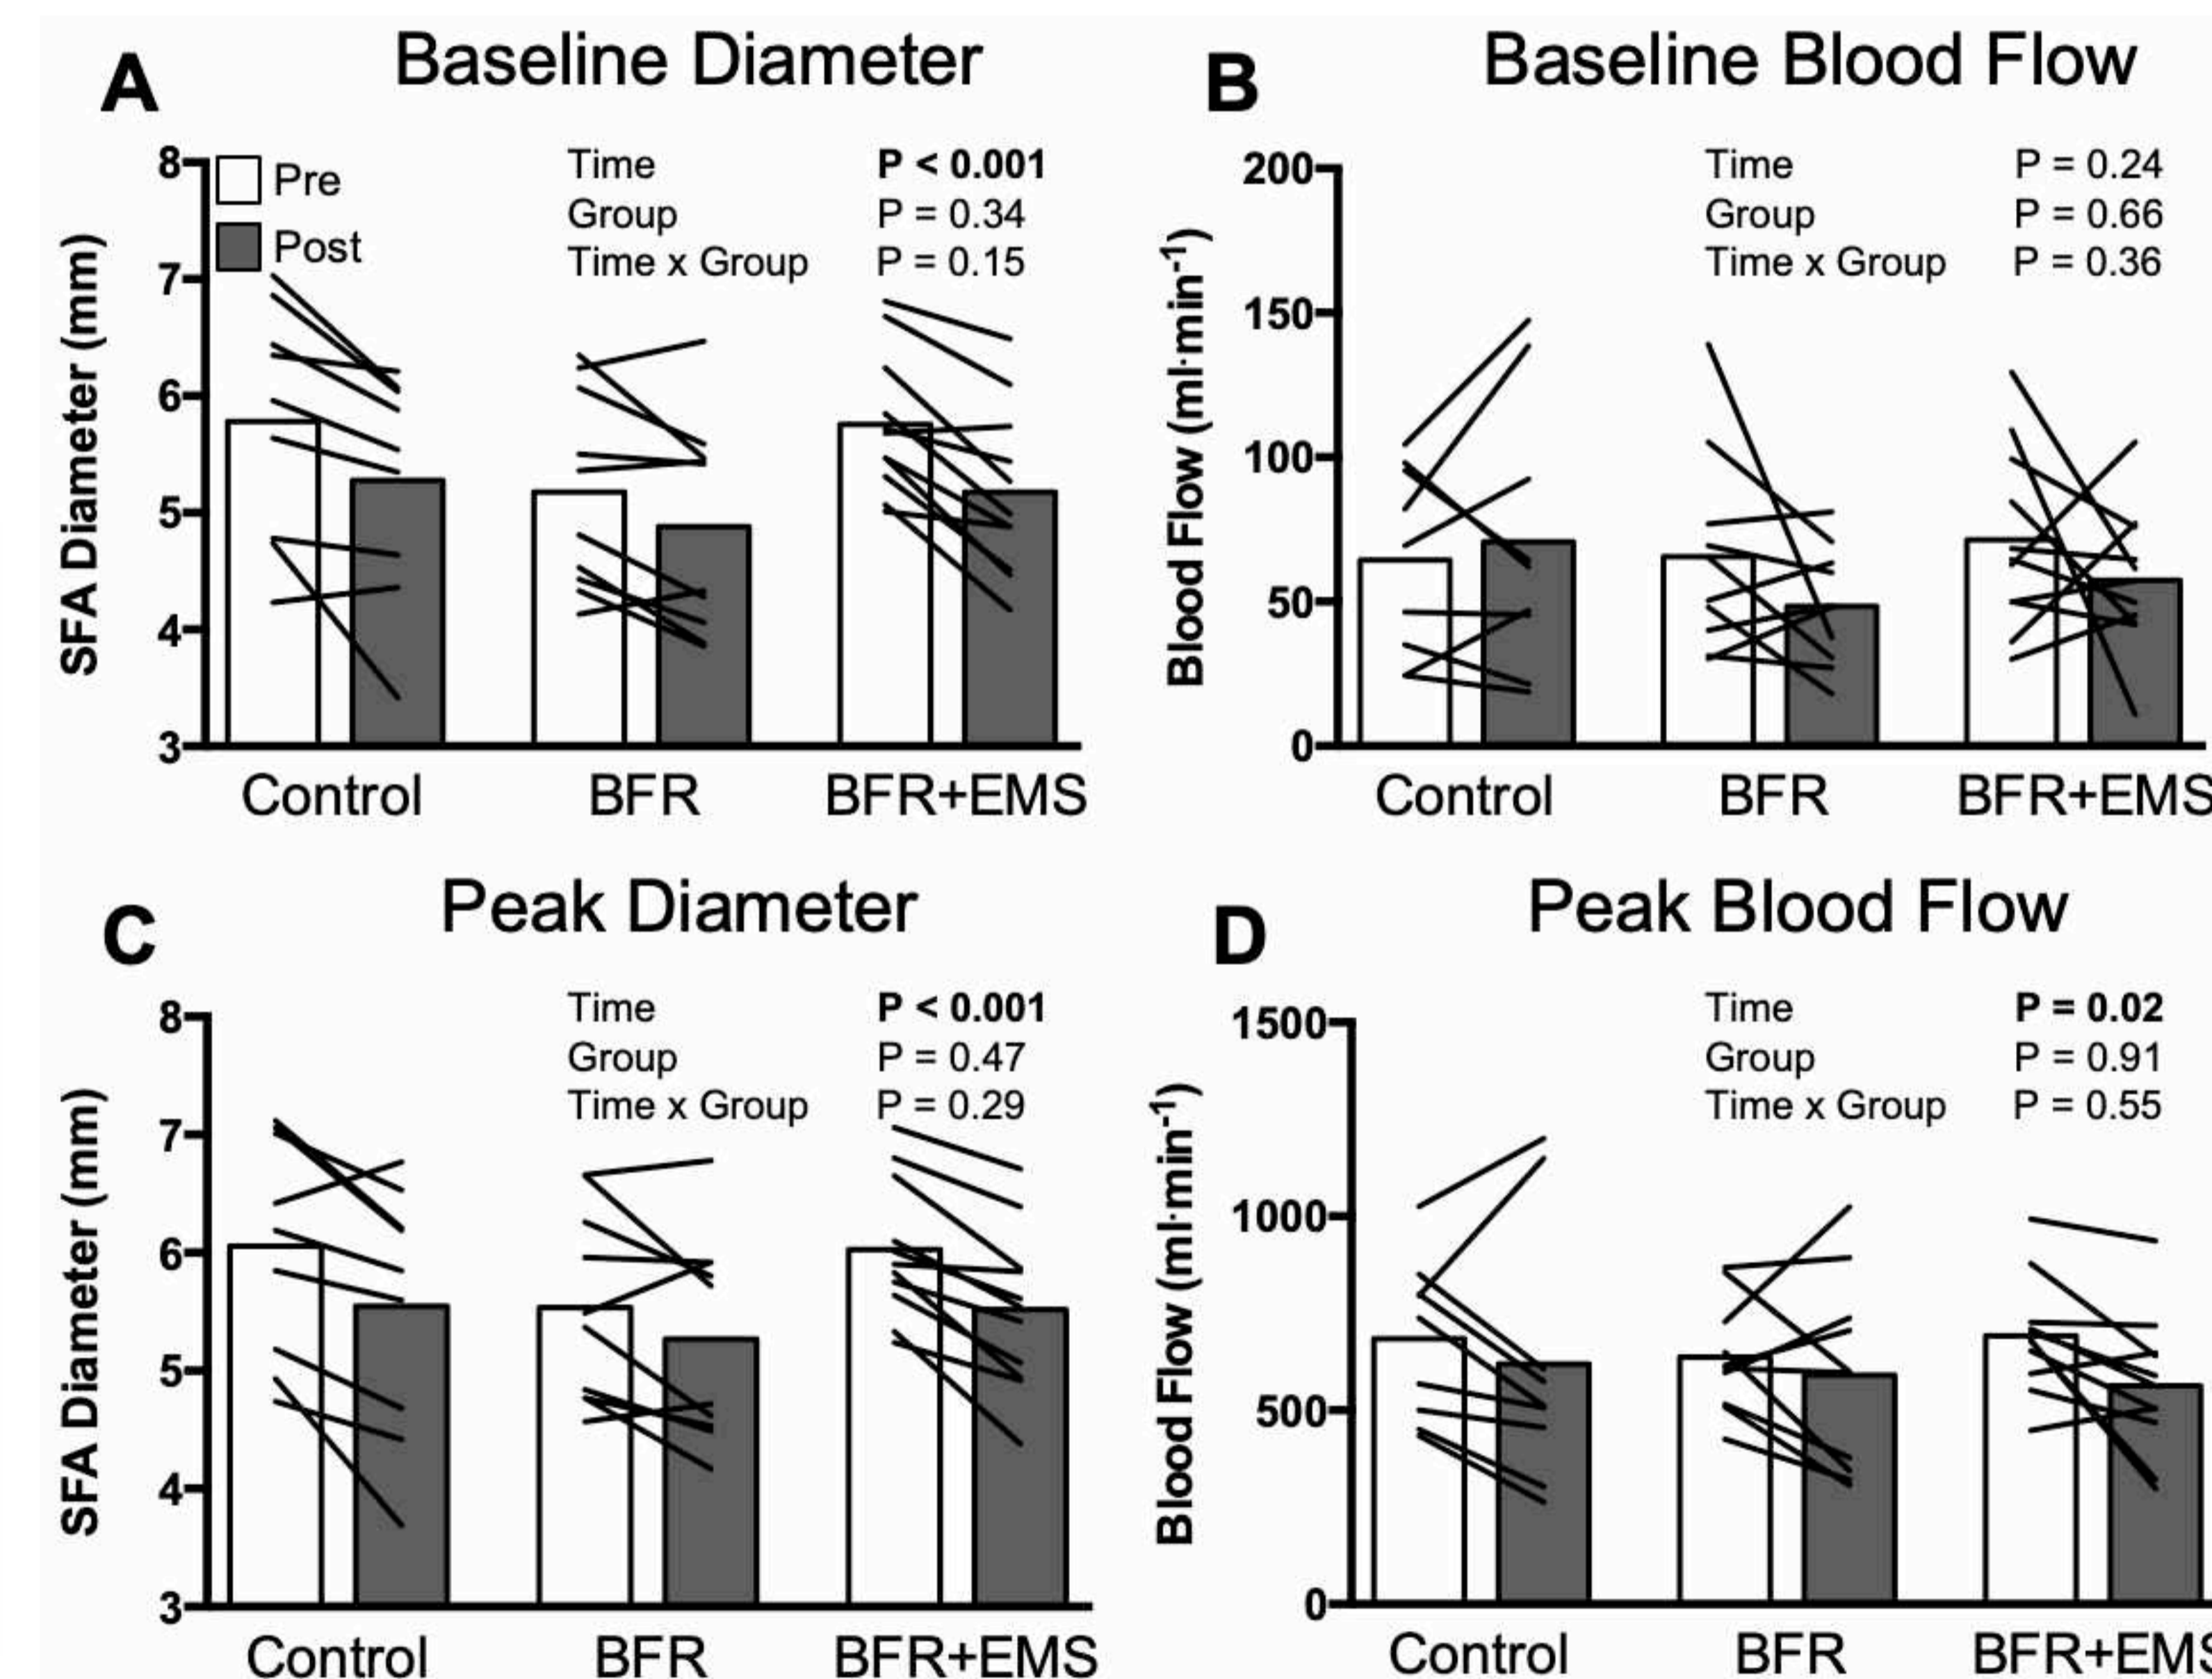 A
Baseline Diameter
SFA Diameter (mm)
8
7
6
5
4
3
Pre
Post
Time P < 0.001
Group P = 0.34
Time x Group P = 0.15
Control BFR BFR+EMS
B
Baseline Blood Flow
Blood Flow (ml·min⁻¹)
200
150
100
50
0
Time P = 0.24
Group P = 0.66
Time x Group P = 0.36
Control BFR BFR+EMS
C
Peak Diameter
SFA Diameter (mm)
8
7
6
5
4
3
Time P < 0.001
Group P = 0.47
Time x Group P = 0.29
Control BFR BFR+EMS
D
Peak Blood Flow
Blood Flow (ml·min⁻¹)
1500
1000
500
0
Time P = 0.02
Group P = 0.91
Time x Group P = 0.55
Control BFR BFR+EMS